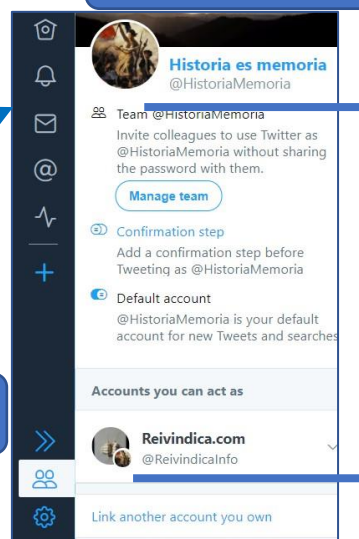 Historia es memoria
@HistoriaMemoria
Team @HistoriaMemoria
Invite colleagues to use Twitter as
@HistoriaMemoria without sharing
the password with them.
Manage team
Confirmation step
Add a confirmation step before
Tweeting as @HistoriaMemoria
Default account
@HistoriaMemoria is your default
account for new Tweets and searches
Accounts you can act as
Reivindica.com
@ReivindicaInfo
Link another account you own